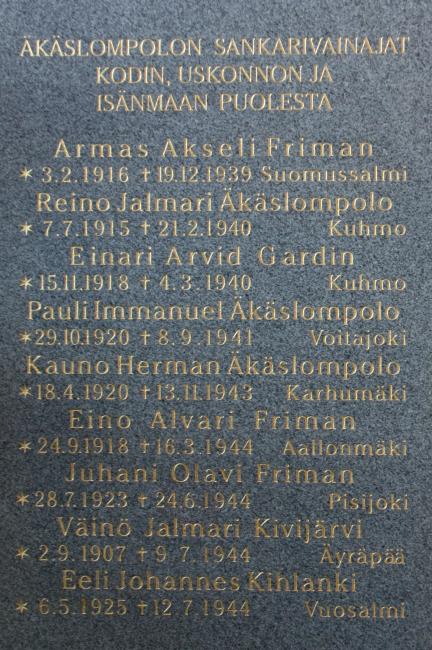 ÄKÄSLOMPOLON SANKARIVAINAJAT
KODIN, USKONNON JA
ISÄNMAAN PUOLESTA
Armas Akseli Friman
* 3.2.1916 † 19.12.1939 Suomussalmi
Reino Jalmari Äkäslompolo
* 7.7.1915 † 21.2.1940 Kuhmo
Einari Arvid Gardin
* 15.11.1918 † 4.3.1940 Kuhmo
Pauli Immanuel Äkäslompolo
* 29.10.1920 † 8.9.1941 Voitajoki
Kauno Herman Äkäslompolo
* 18.4.1920 † 13.11.1943 Karhumäki
Eino Alvari Friman
* 24.9.1918 † 16.3.1944 Aallonmäki
Juhani Olavi Friman
* 28.7.1923 † 24.6.1944 Pisijoki
Väinö Jalmari Kivijärvi
* 2.9.1907 † 9.7.1944 Äyräpää
Eeli Johannes Kihlanki
* 6.5.1925 † 12.7.1944 Vuosalmi